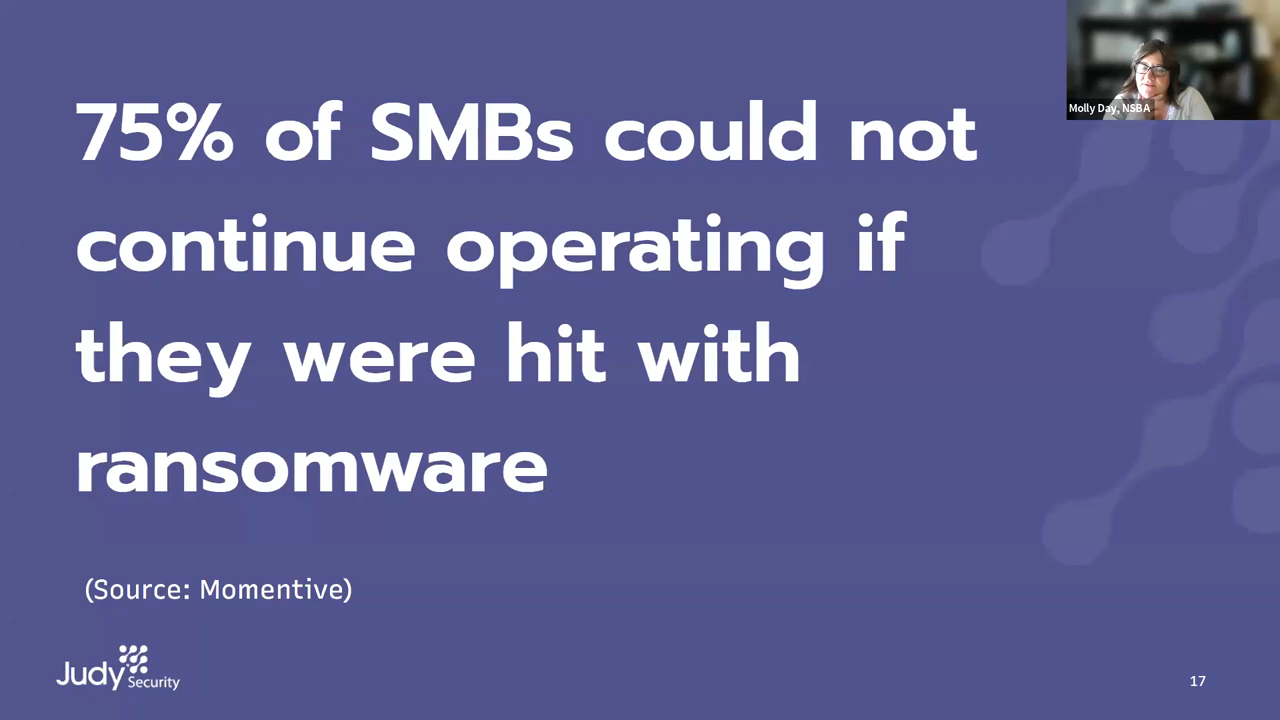 Molly Day, NSBA
75% of SMBs could not
continue operating if
they were hit with
ransomware
(Source: Momentive)
Judy Security
17